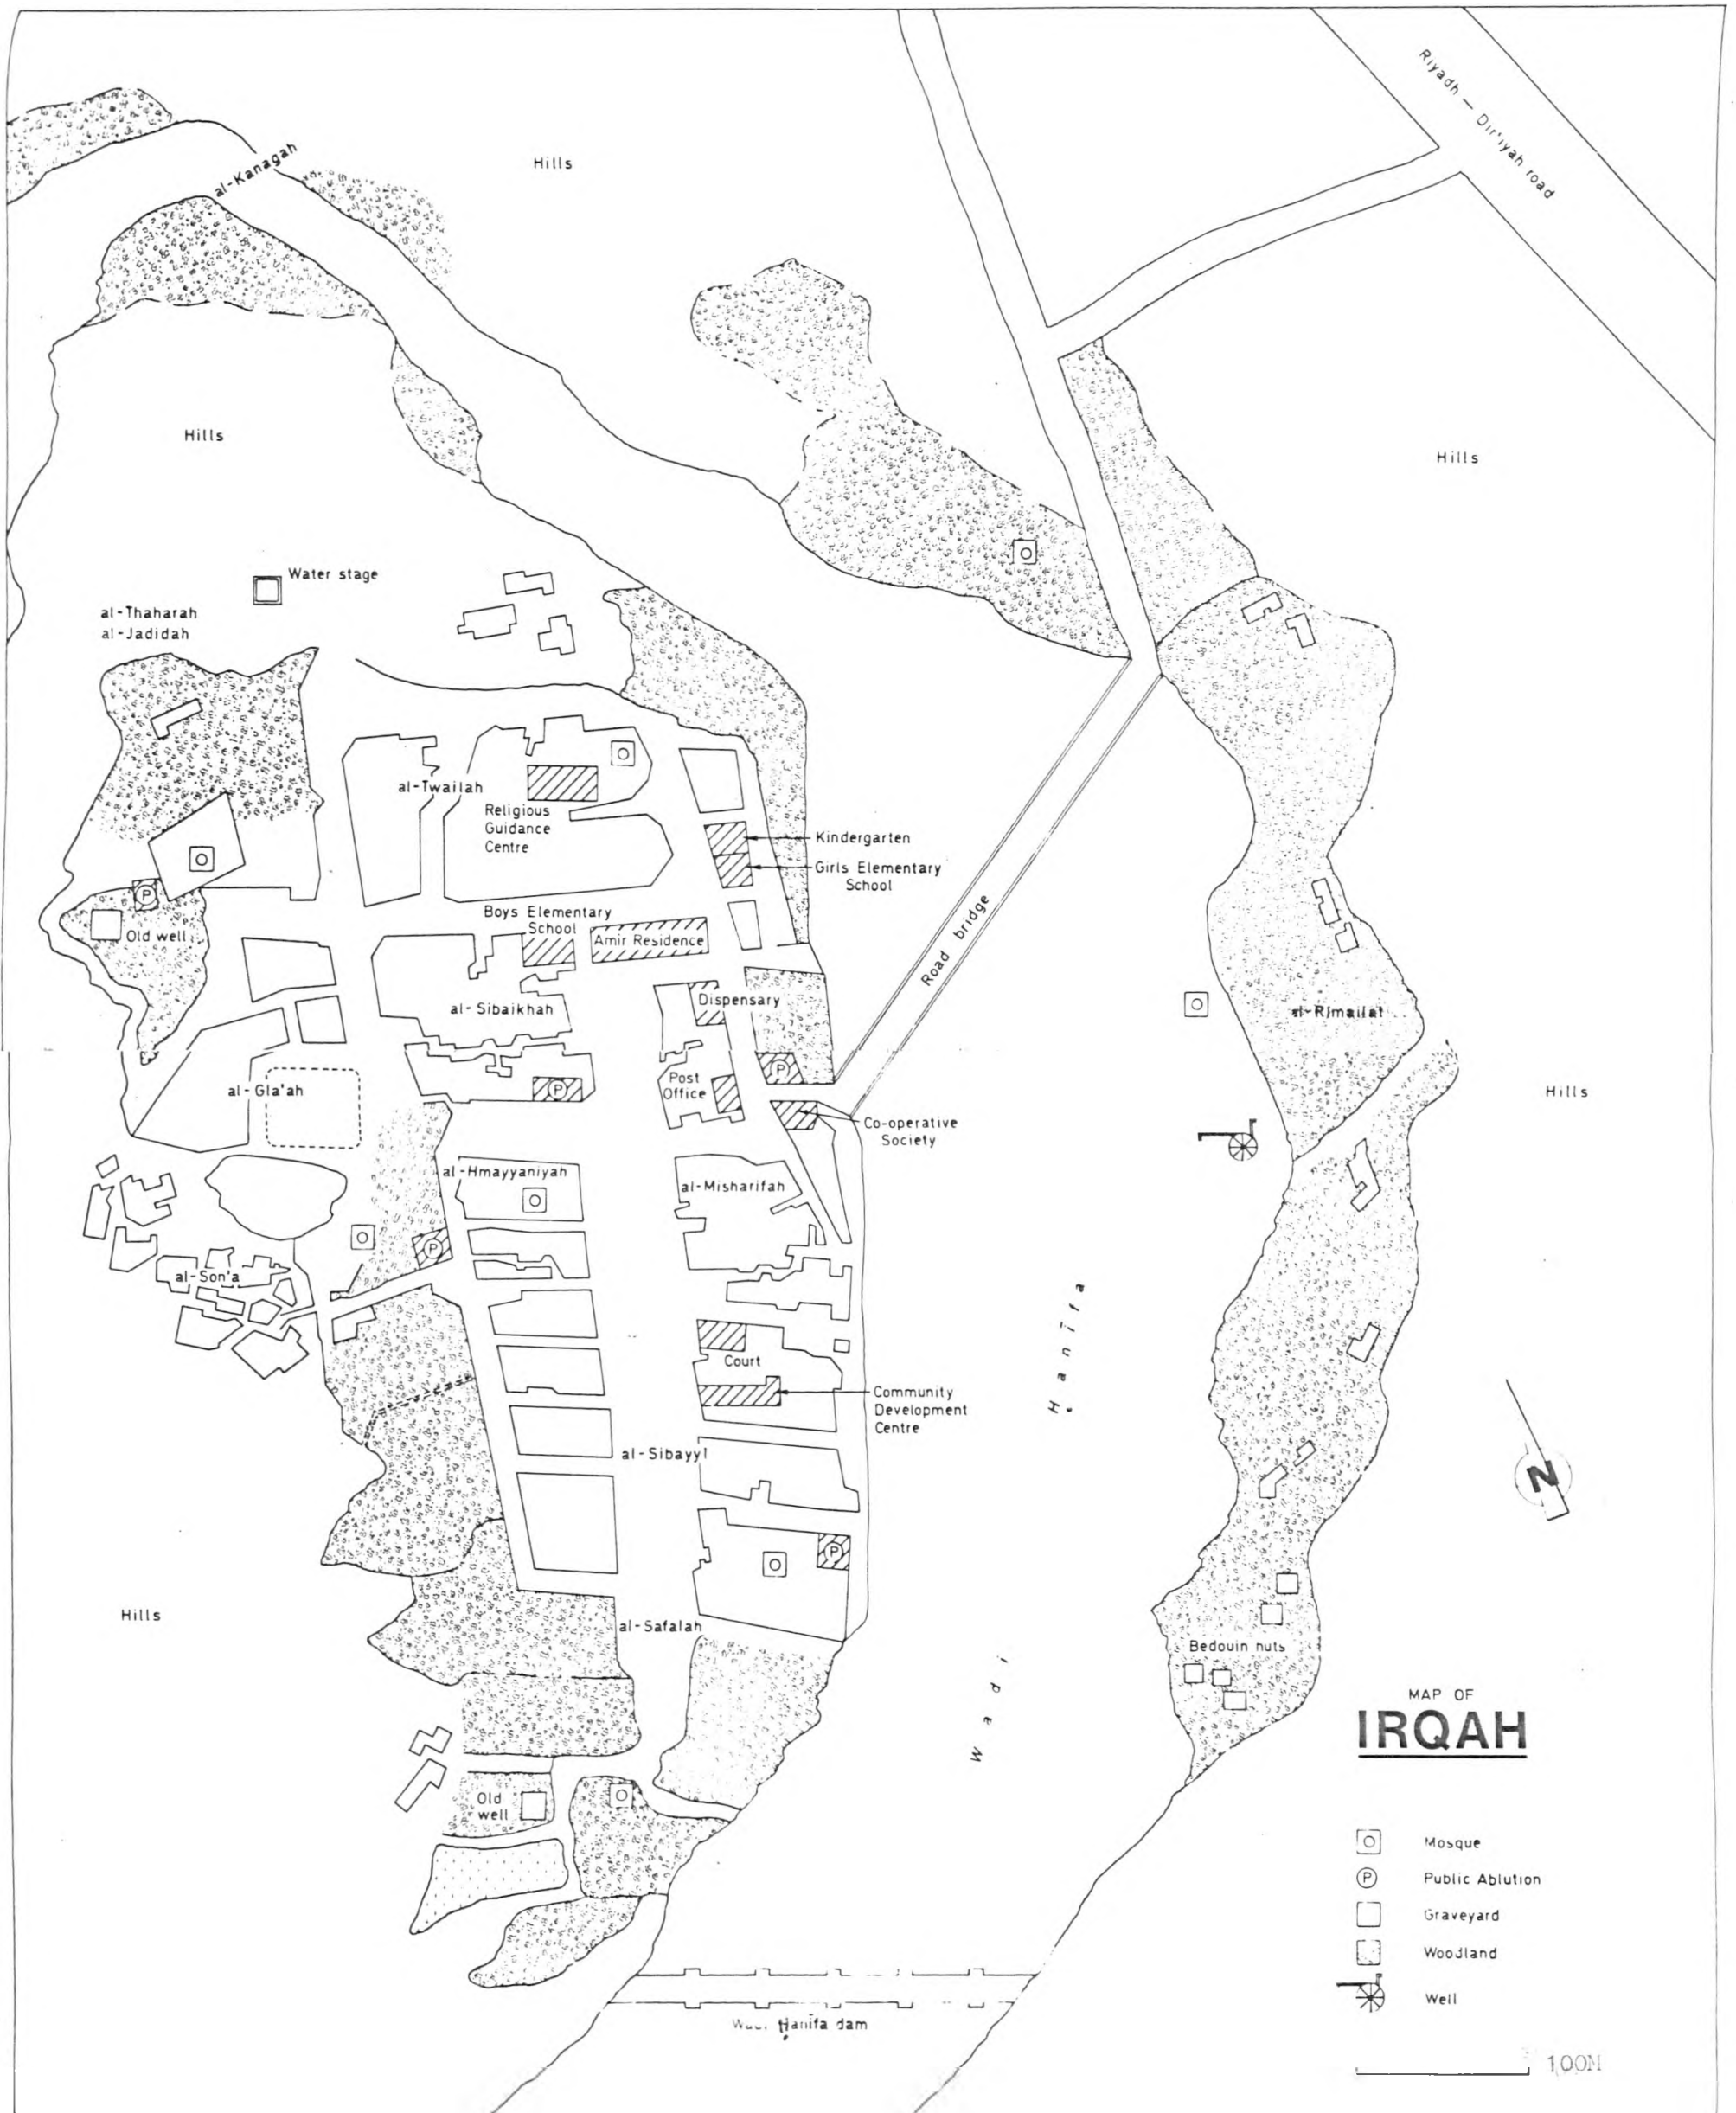 Riyadh — Dir'iyah road
al-Kanagah
Hills
Hills
Hills
Water stage
al-Thaharah
al-Jadidah
al-Twailah
Religious
Guidance
Centre
Kindergarten
Girls Elementary
School
P
Old well
Boys Elementary
School
Amir Residence
Road bridge
al-Sibaikhah
Dispensary
al-Rimailat
P
al-Gla'ah
P
Post
Office
Hills
Co-operative
Society
al-Hmayyaniyah
al-Misharifah
P
al-Son'a
Wadi Ḥanīfa
Court
Community
Development
Centre
al-Sibayyl
N
P
Hills
al-Safalah
Bedouin huts
MAP OF
IRQAH
Old
well
Mosque
P Public Ablution
Graveyard
Woodland
Well
Ḥanīfa dam
100M